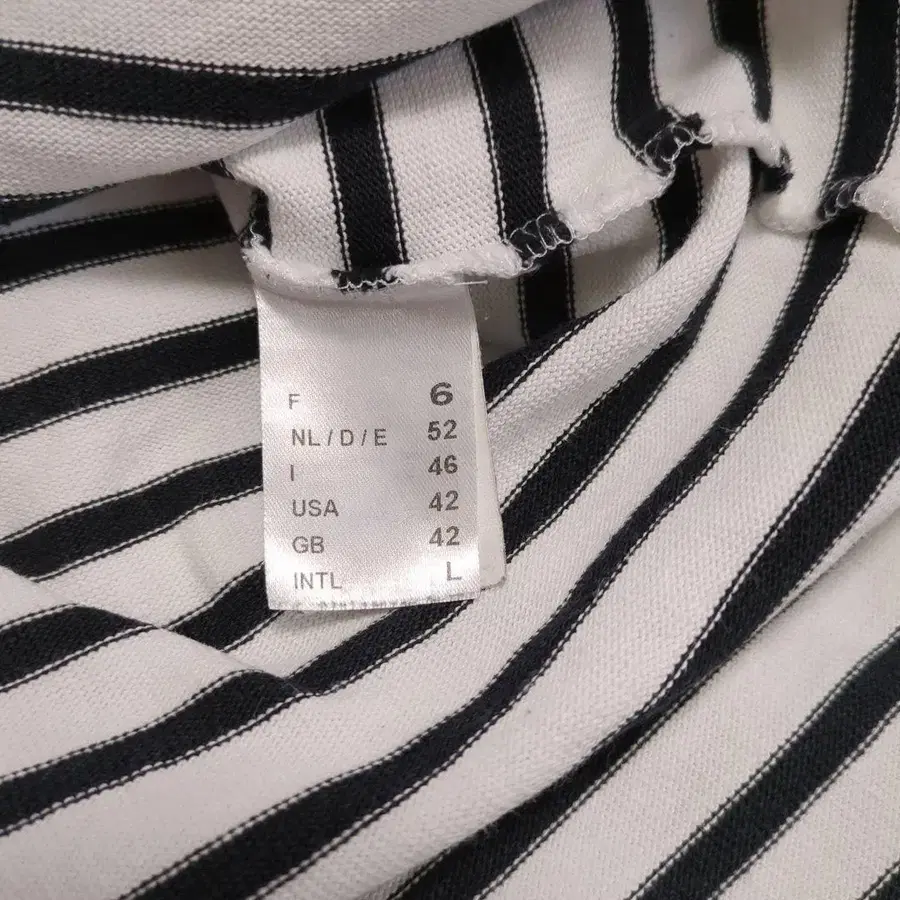 F 6
NL / D / E 52
I 46
USA 42
GB 42
INTL L